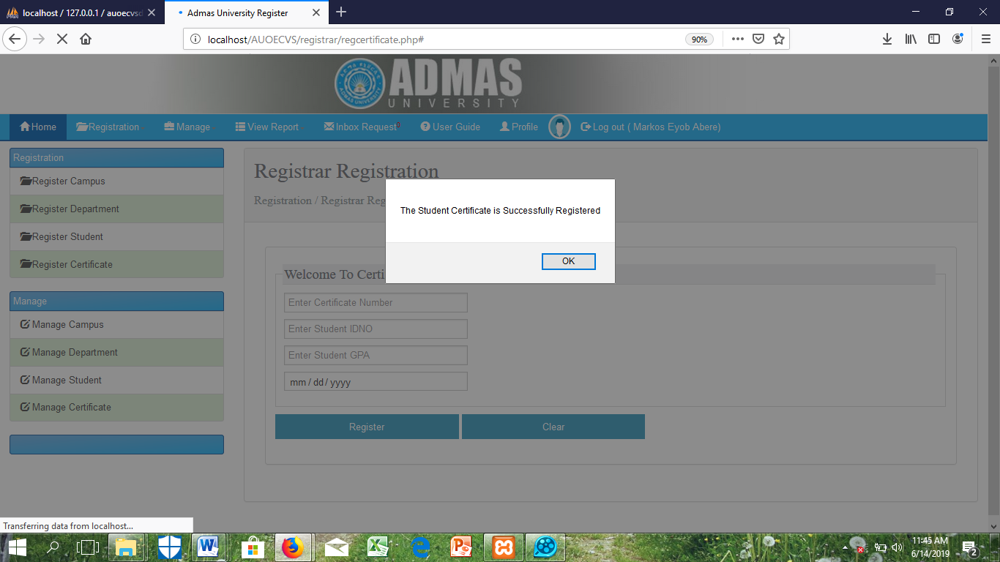 localhost / 127.0.0.1 / auoecvsd
Admas University Register
localhost/AUOECVS/registrar/regcertificate.php#
90%
ADMAS
UNIVERSITY
ADMAS UNIVERSITY
Home
Registration
Manage
View Report
Inbox Request
User Guide
Profile
Log out ( Markos Eyob Abere)
Registration
Register Campus
Register Department
Register Student
Register Certificate
Manage
Manage Campus
Manage Department
Manage Student
Manage Certificate
Registrar Registration
Registration / Registrar Reg
The Student Certificate is Successfully Registered
OK
Welcome To Certi
Enter Certificate Number
Enter Student IDNO
Enter Student GPA
mm / dd / yyyy
Register
Clear
Transferring data from localhost...
11:45 AM
6/14/2019
2